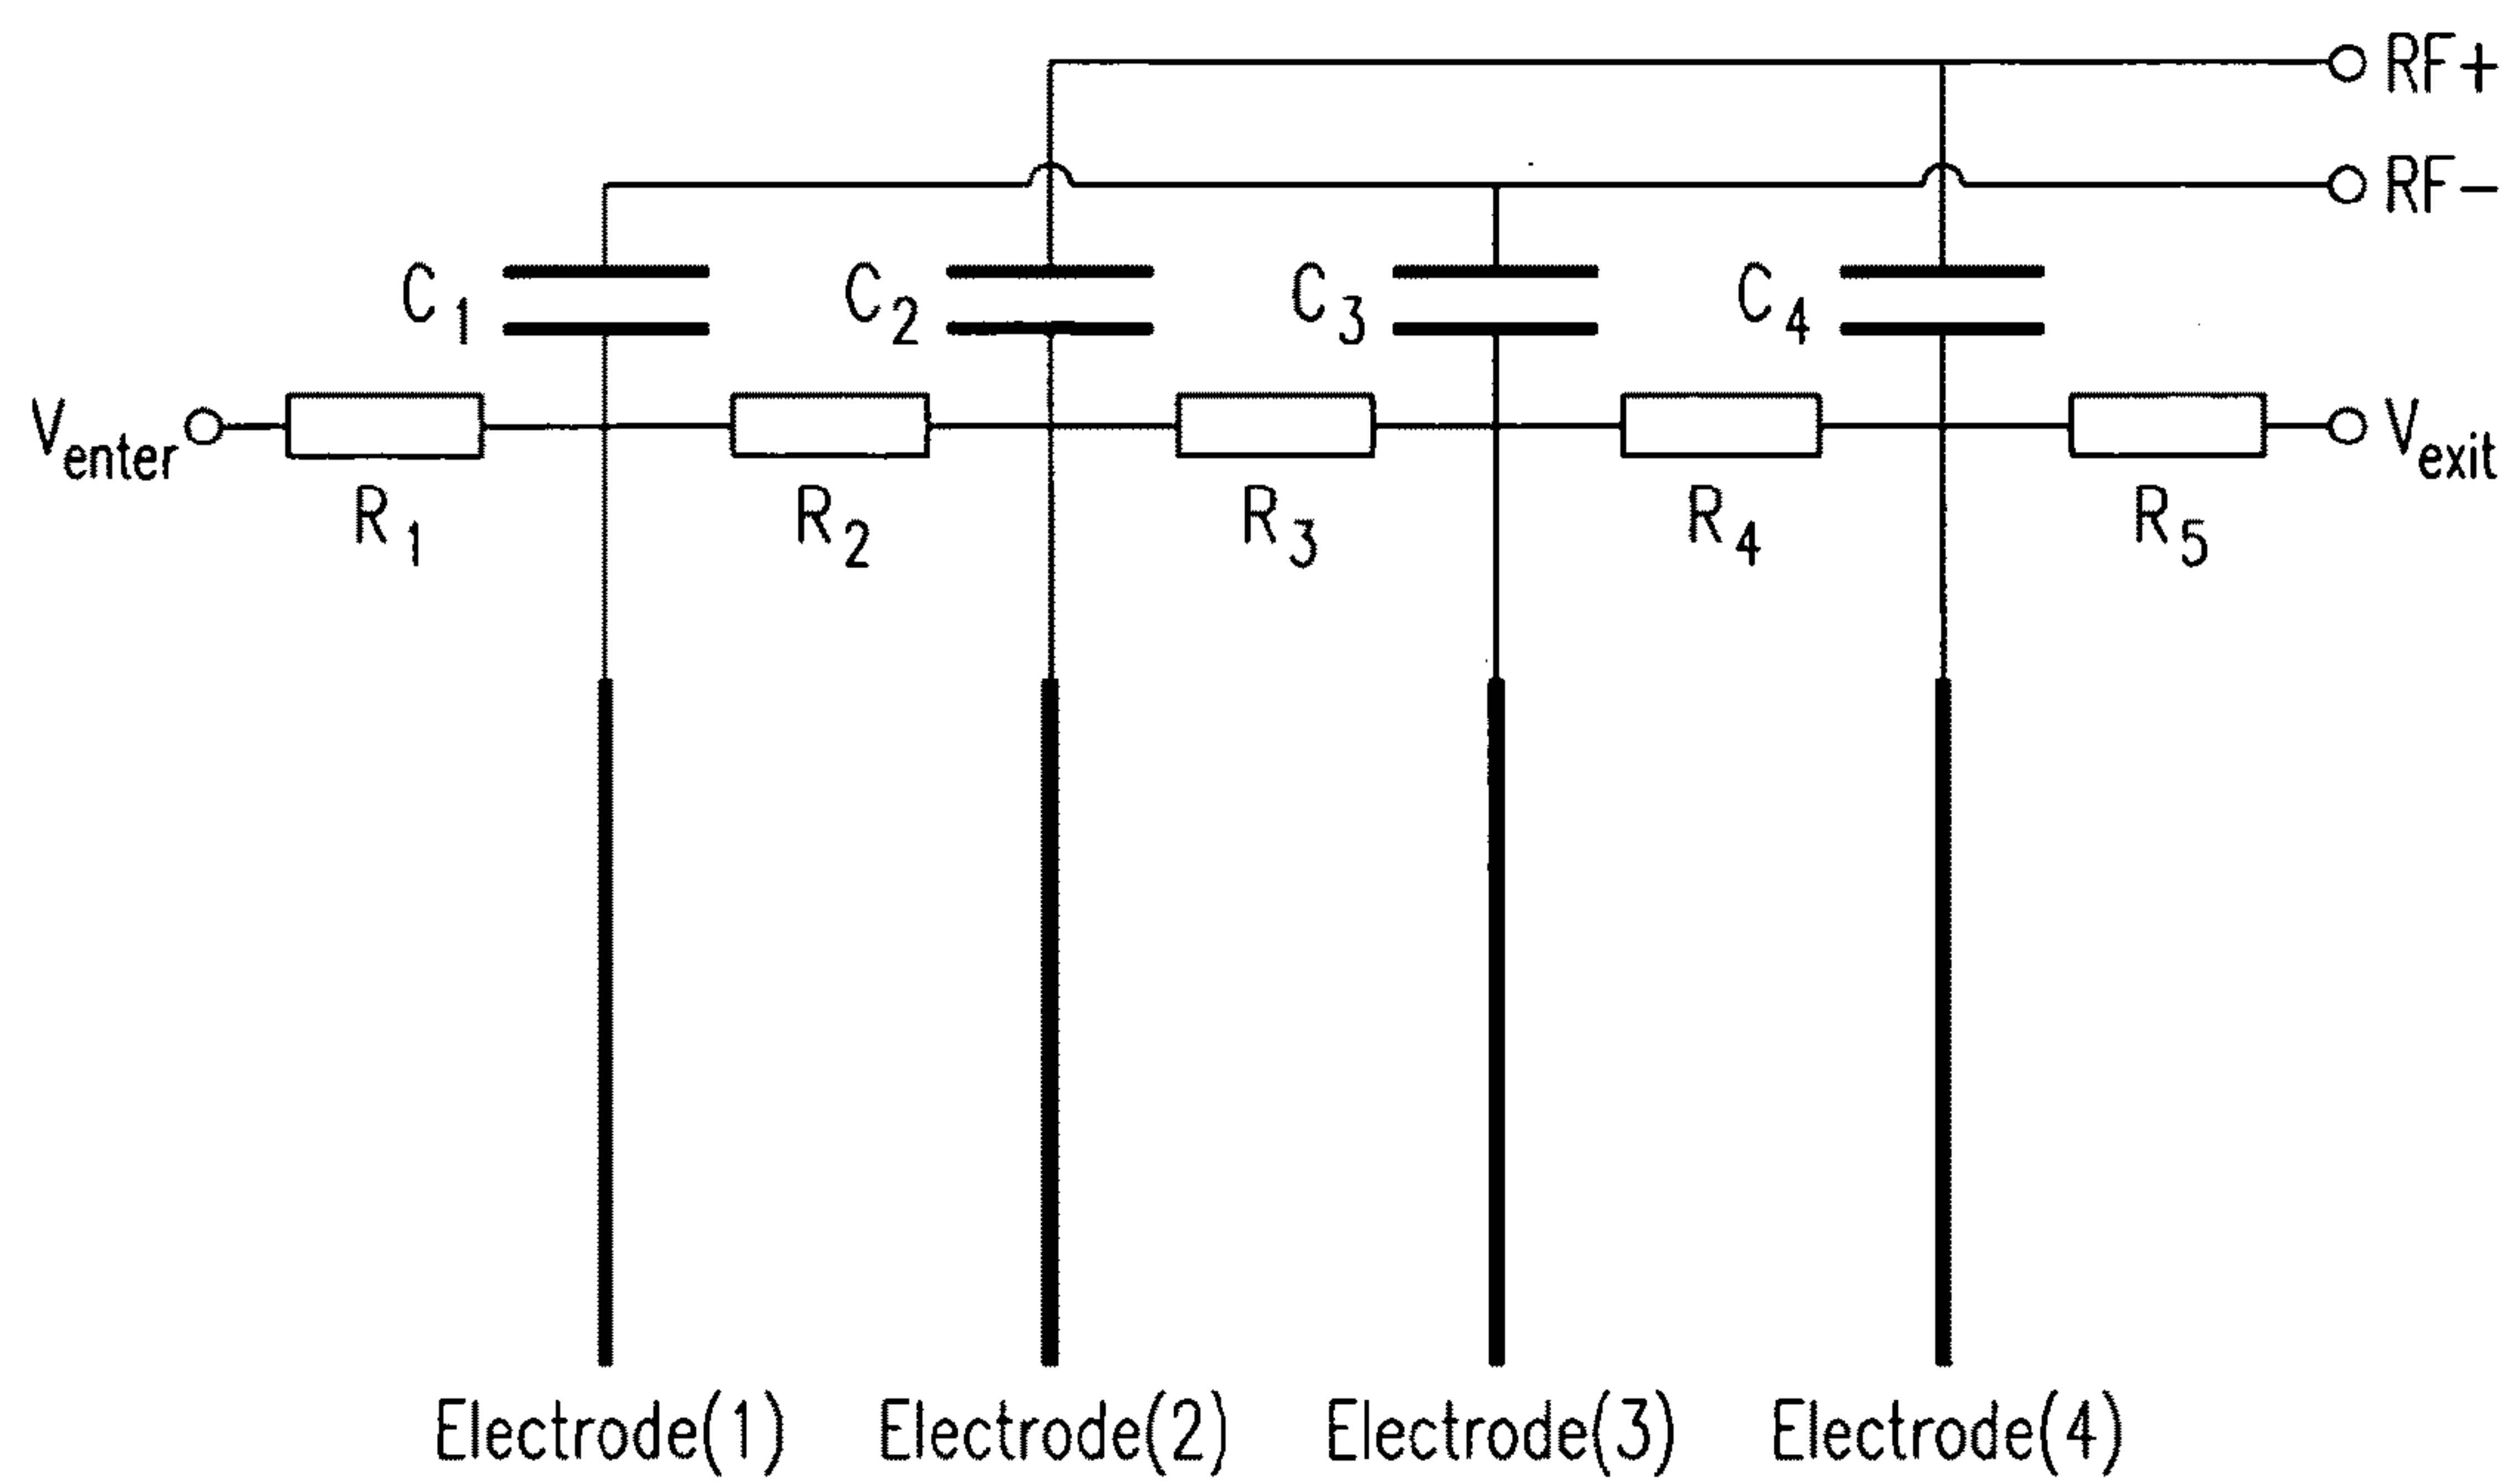 RF+
RF-
C1 C2 C3 C4
Venter Vexit
R1 R2 R3 R4 R5
Electrode(1) Electrode(2) Electrode(3) Electrode(4)